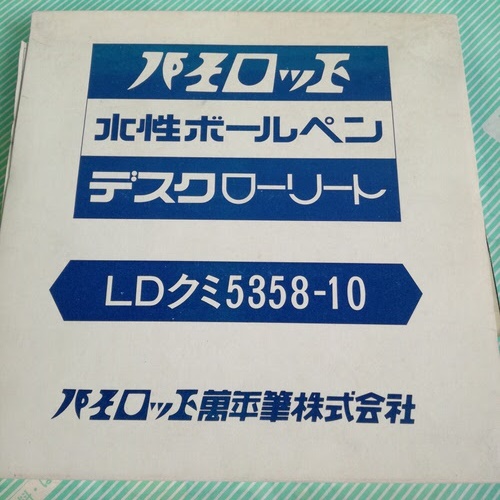 パイロット
水性ボールペン
デスクローリート
LDクミ5358-10
パイロット萬年筆株式会社